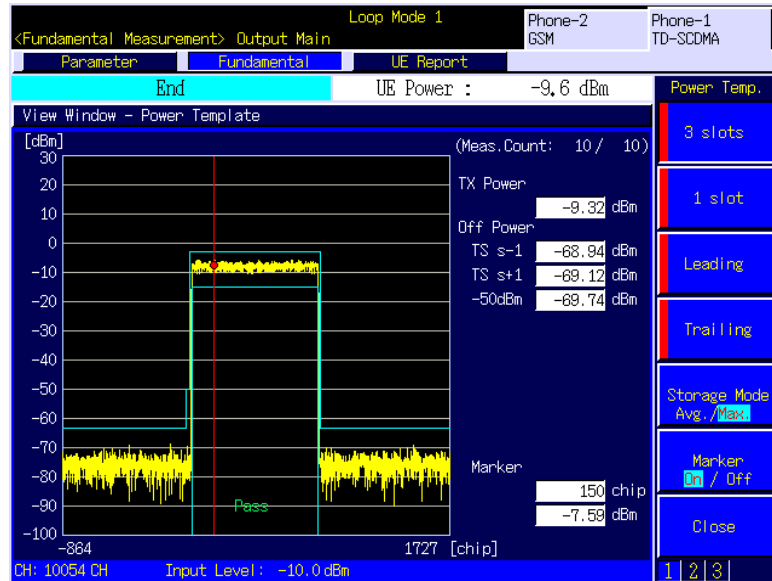 Loop Mode 1 Phone-2 Phone-1
<Fundamental Measurement> Output Main GSM TD-SCDMA
Parameter Fundamental UE Report
End UE Power : -9.6 dBm Power Temp.
View Window - Power Template
[dBm] (Meas.Count: 10/ 10)
30
20
10
0
-10
-20
-30
-40
-50
-60
-70
-80
-90
-100
-864 1727 [chip]
Pass
TX Power
-9.32 dBm
Off Power
TS s-1 -68.94 dBm
TS s+1 -69.12 dBm
-50dBm -69.74 dBm
Marker
150 chip
-7.59 dBm
3 slots
1 slot
Leading
Trailing
Storage Mode
Avg./Max.
Marker
On / Off
Close
CH: 10054 CH Input Level: -10.0dBm 1 2 3